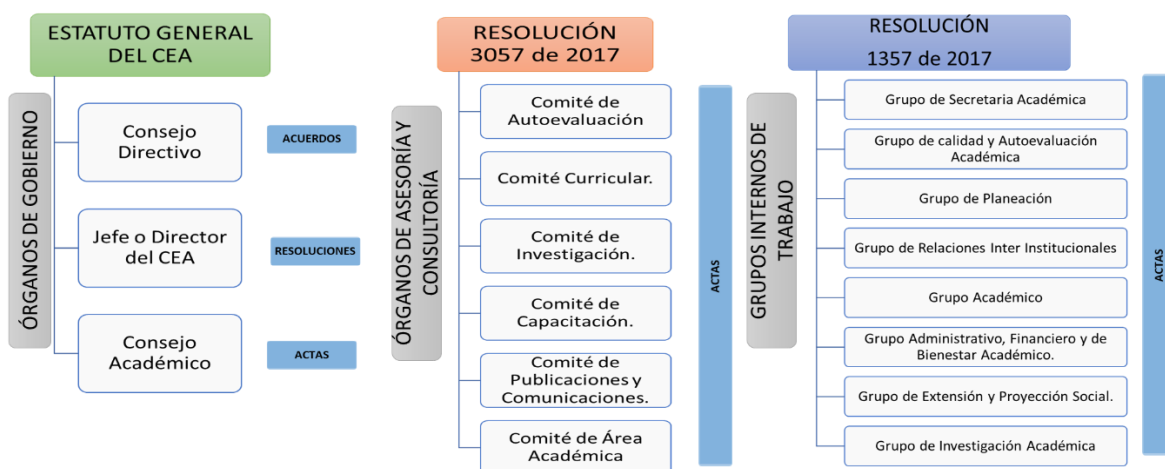 ESTATUTO GENERAL
DEL CEA
ÓRGANOS DE GOBIERNO
Consejo
Directivo
ACUERDOS
Jefe o Director
del CEA
RESOLUCIONES
Consejo
Académico
ACTAS
RESOLUCIÓN
3057 de 2017
ÓRGANOS DE ASESORÍA Y
CONSULTORÍA
Comité de
Autoevaluación
Comité Curricular.
Comité de
Investigación.
Comité de
Capacitación.
Comité de
Publicaciones y
Comunicaciones.
Comité de Área
Académica
ACTAS
RESOLUCIÓN
1357 de 2017
GRUPOS INTERNOS DE
TRABAJO
Grupo de Secretaria Académica
Grupo de calidad y Autoevaluación
Académica
Grupo de Planeación
Grupo de Relaciones Inter Institucionales
Grupo Académico
Grupo Administrativo, Financiero y de
Bienestar Académico.
Grupo de Extensión y Proyección Social.
Grupo de Investigación Académica
ACTAS